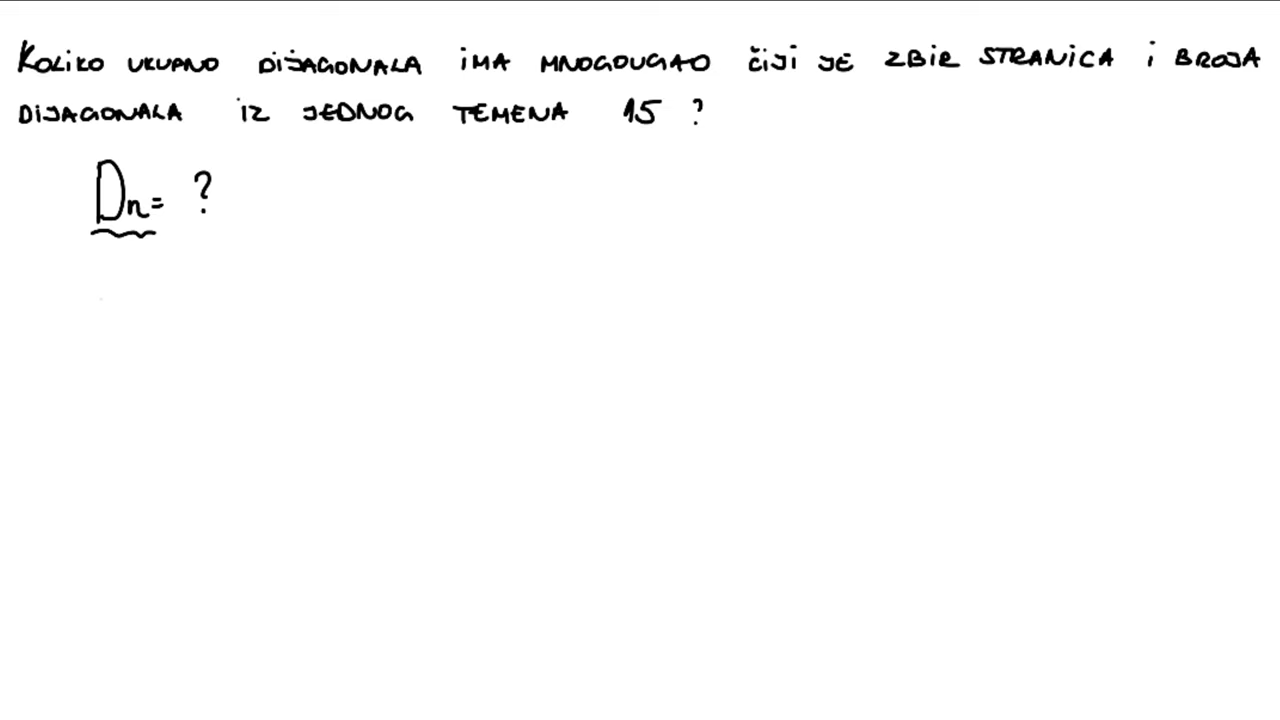 KOLIKO UKUPNO DIJAGONALA IMA MNOGOUGAO ČIJI JE ZBIR STRANICA I BROJA
DIJAGONALA IZ JEDNOG TEMENA 15 ?
Dn= ?